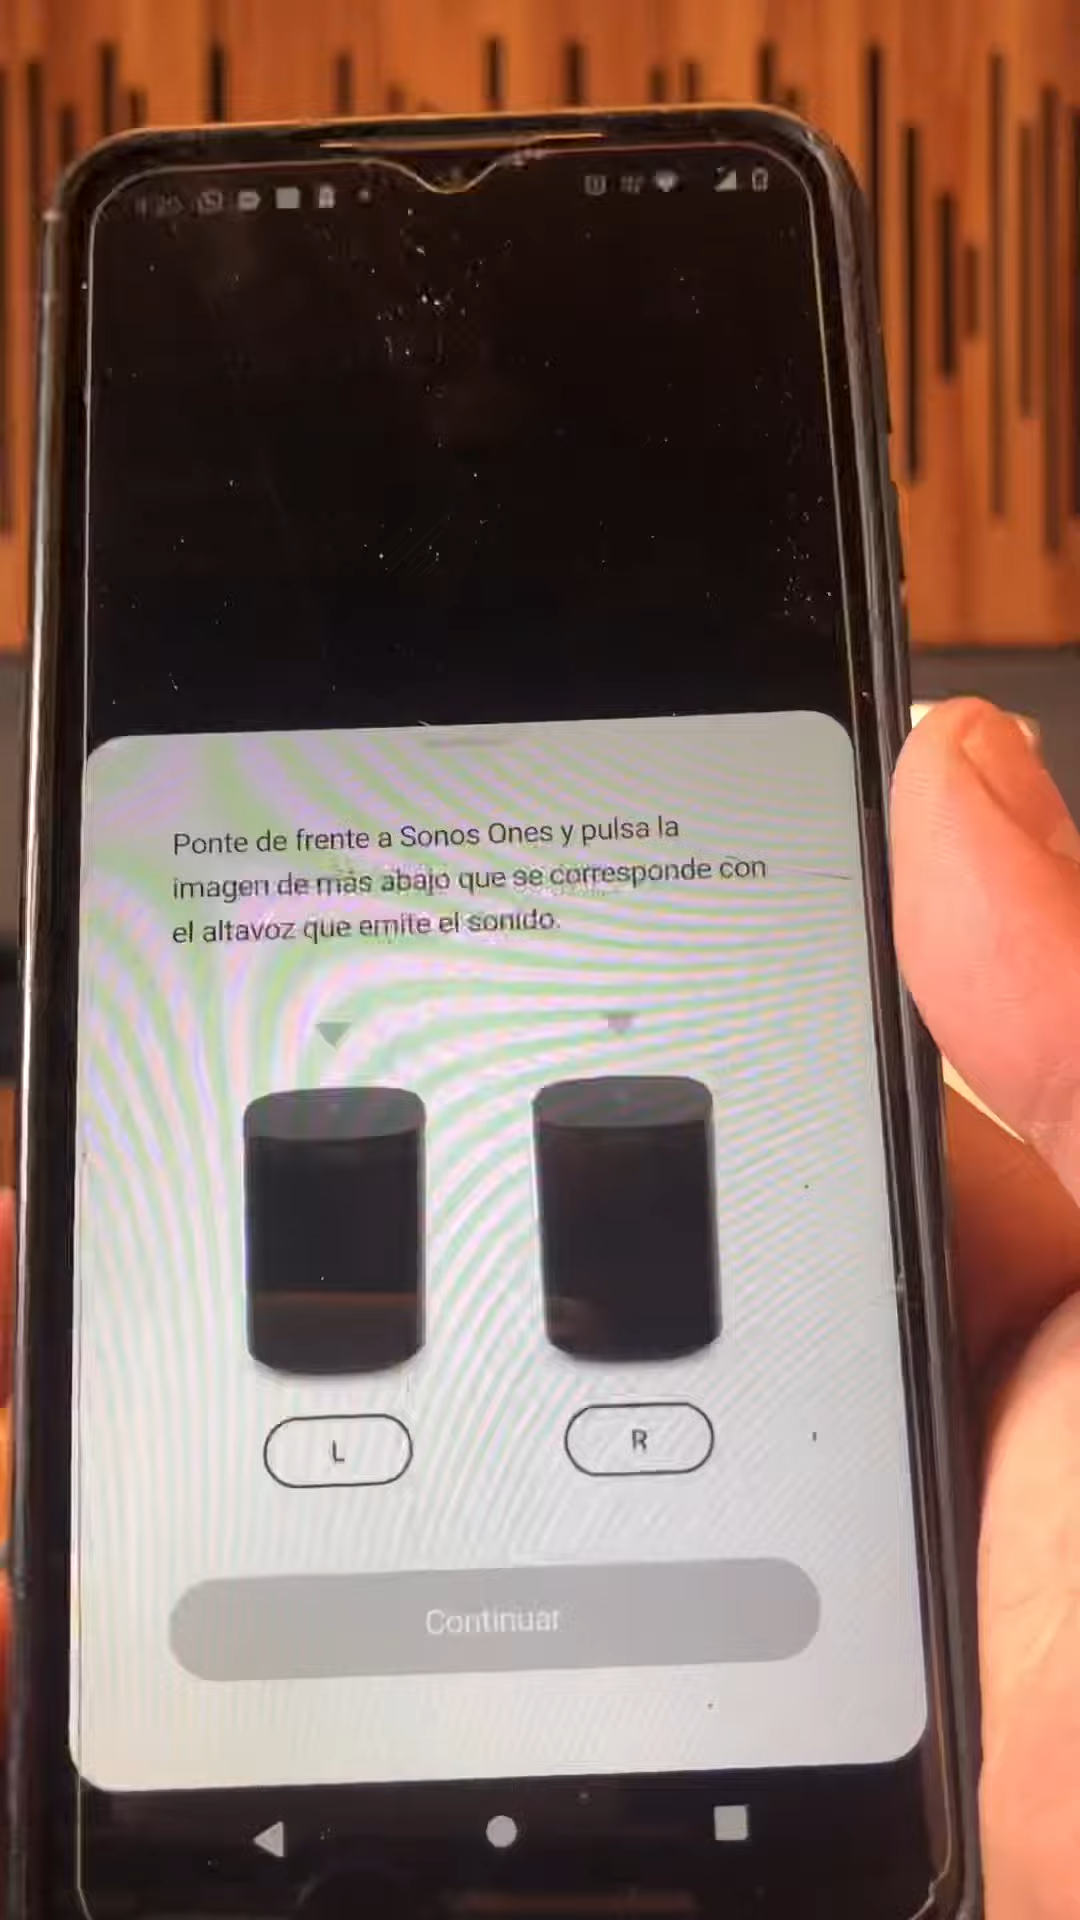 Ponte de frente a Sonos Ones y pulsa la
imagen de más abajo que se corresponde con
el altavoz que emite el sonido.
L
R
Continuar